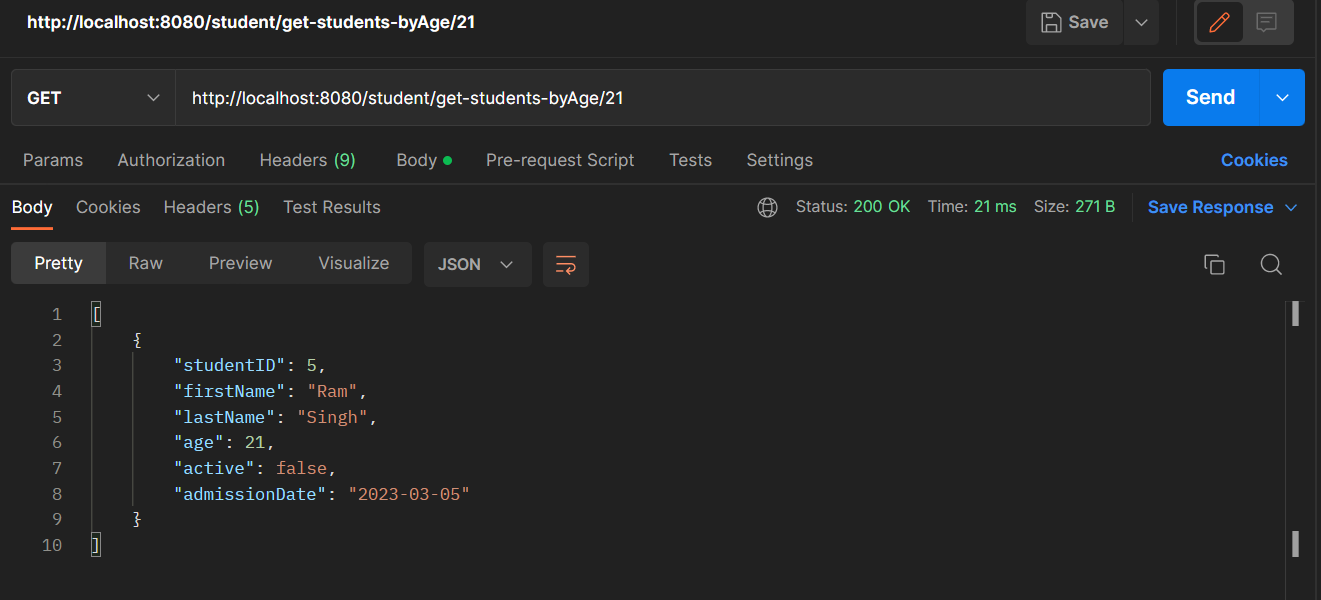 http://localhost:8080/student/get-students-byAge/21 Save
GET http://localhost:8080/student/get-students-byAge/21 Send
Params Authorization Headers (9) Body Pre-request Script Tests Settings Cookies
Body Cookies Headers (5) Test Results Status: 200 OK Time: 21 ms Size: 271 B Save Response
Pretty Raw Preview Visualize JSON
1 [
2 {
3 "studentID": 5,
4 "firstName": "Ram",
5 "lastName": "Singh",
6 "age": 21,
7 "active": false,
8 "admissionDate": "2023-03-05"
9 }
10 ]